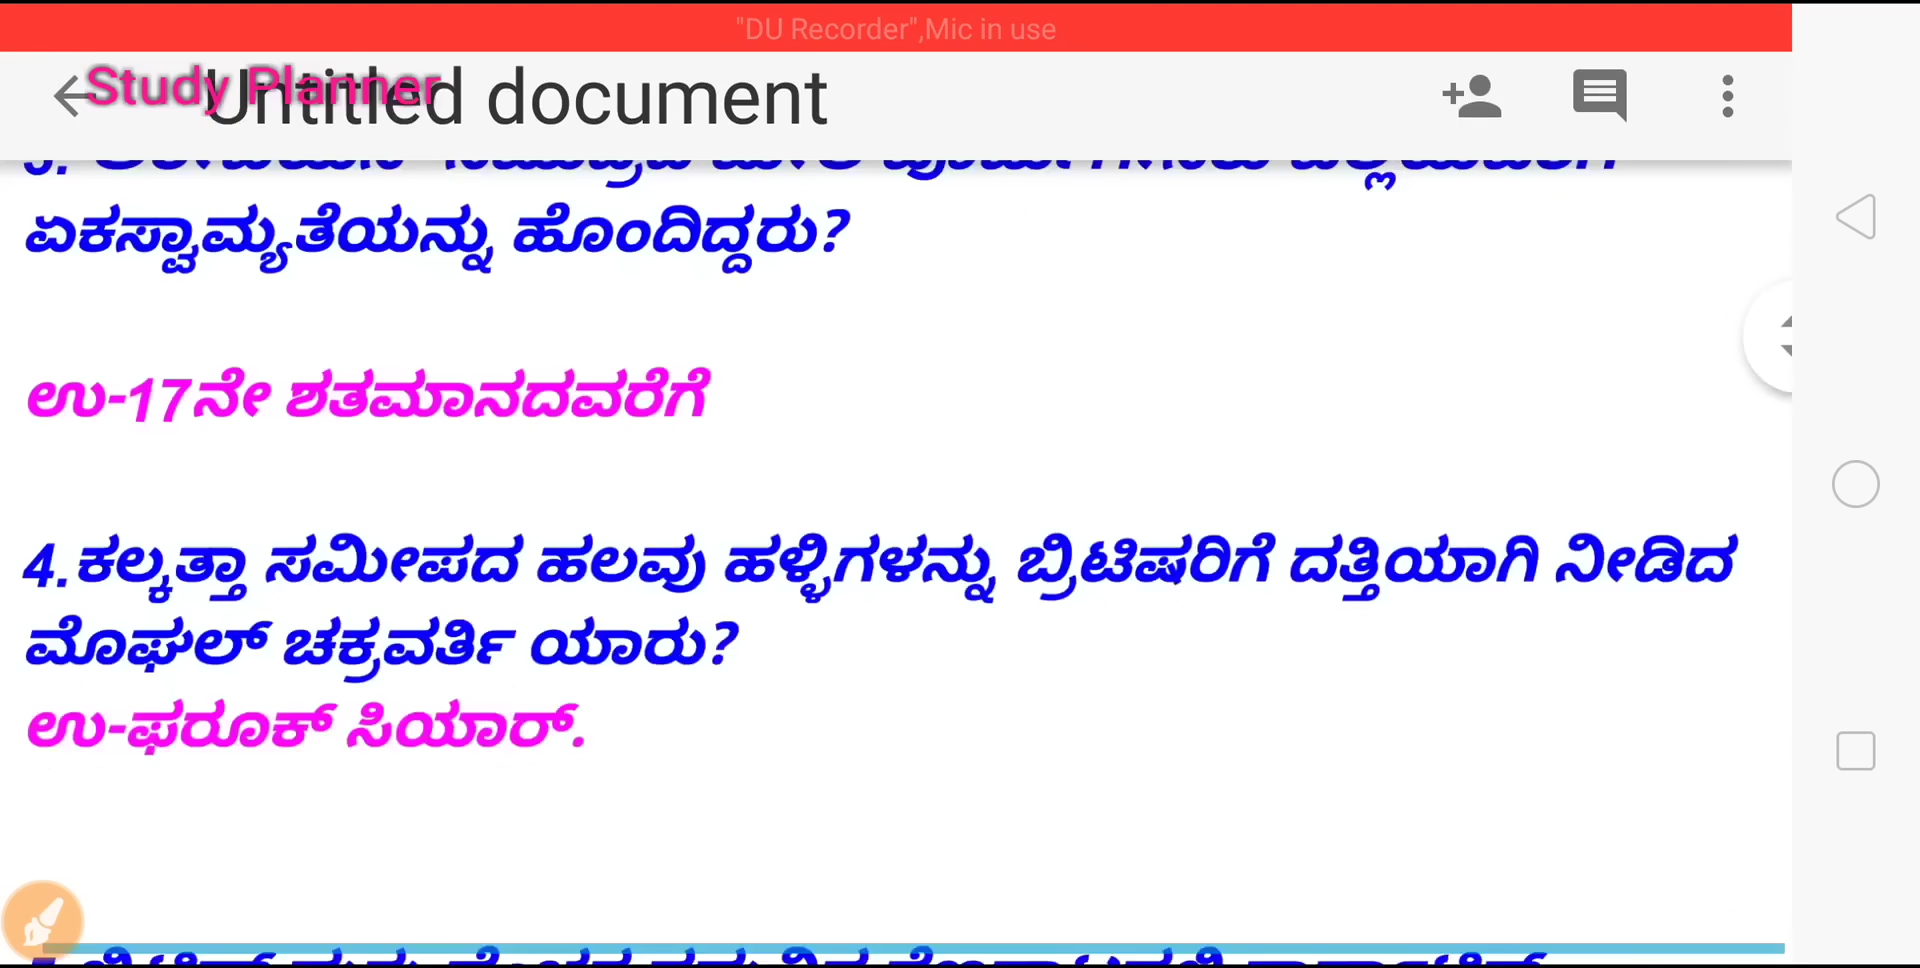 "DU Recorder",Mic in use
Study Planner
Untitled document
ಏಕಸ್ವಾಮ್ಯತೆಯನ್ನು ಹೊಂದಿದ್ದರು?
ಉ-17ನೇ ಶತಮಾನದವರೆಗೆ
4.ಕಲ್ಕತ್ತಾ ಸಮೀಪದ ಹಲವು ಹಳ್ಳಿಗಳನ್ನು ಬ್ರಿಟಿಷರಿಗೆ ದತ್ತಿಯಾಗಿ ನೀಡಿದ
ಮೊಘಲ್ ಚಕ್ರವರ್ತಿ ಯಾರು?
ಉ-ಫರೂಕ್ ಸಿಯಾರ್.